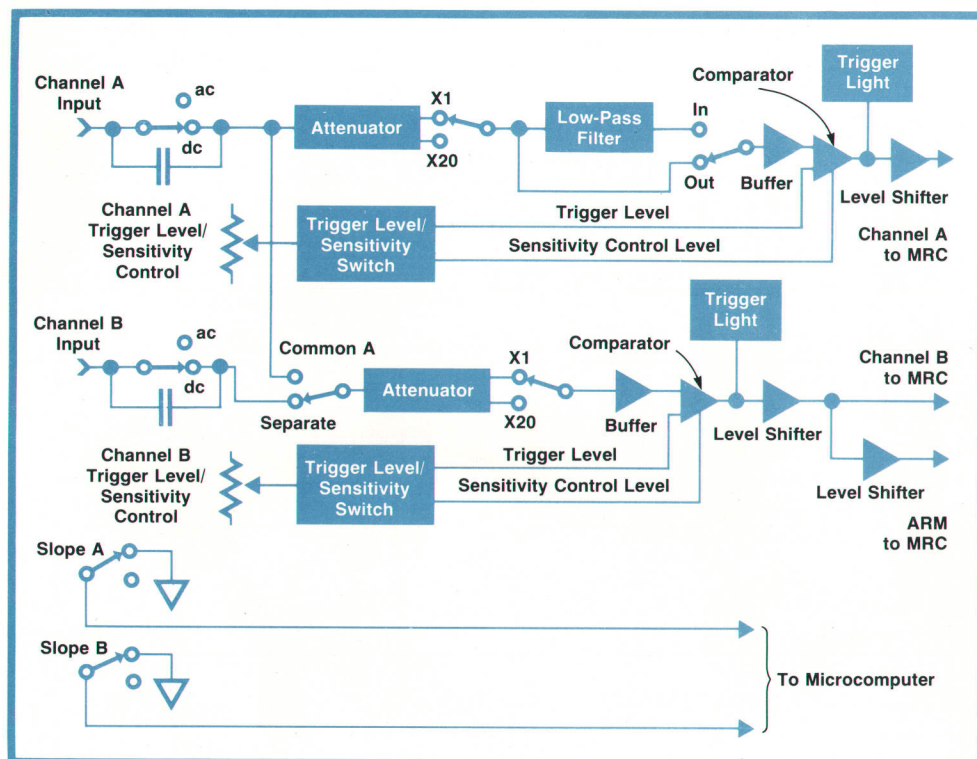 Channel A
Input
ac
dc
Attenuator
X1
X20
Low-Pass
Filter
In
Out
Buffer
Comparator
Trigger
Light
Level Shifter
Channel A
to MRC
Channel A
Trigger Level/
Sensitivity
Control
Trigger Level/
Sensitivity
Switch
Trigger Level
Sensitivity Control Level
Channel B
Input
ac
dc
Common A
Separate
Attenuator
X1
X20
Buffer
Comparator
Trigger
Light
Level Shifter
Channel B
to MRC
Level Shifter
ARM
to MRC
Channel B
Trigger Level/
Sensitivity
Control
Trigger Level/
Sensitivity
Switch
Trigger Level
Sensitivity Control Level
Slope A
Slope B
To Microcomputer